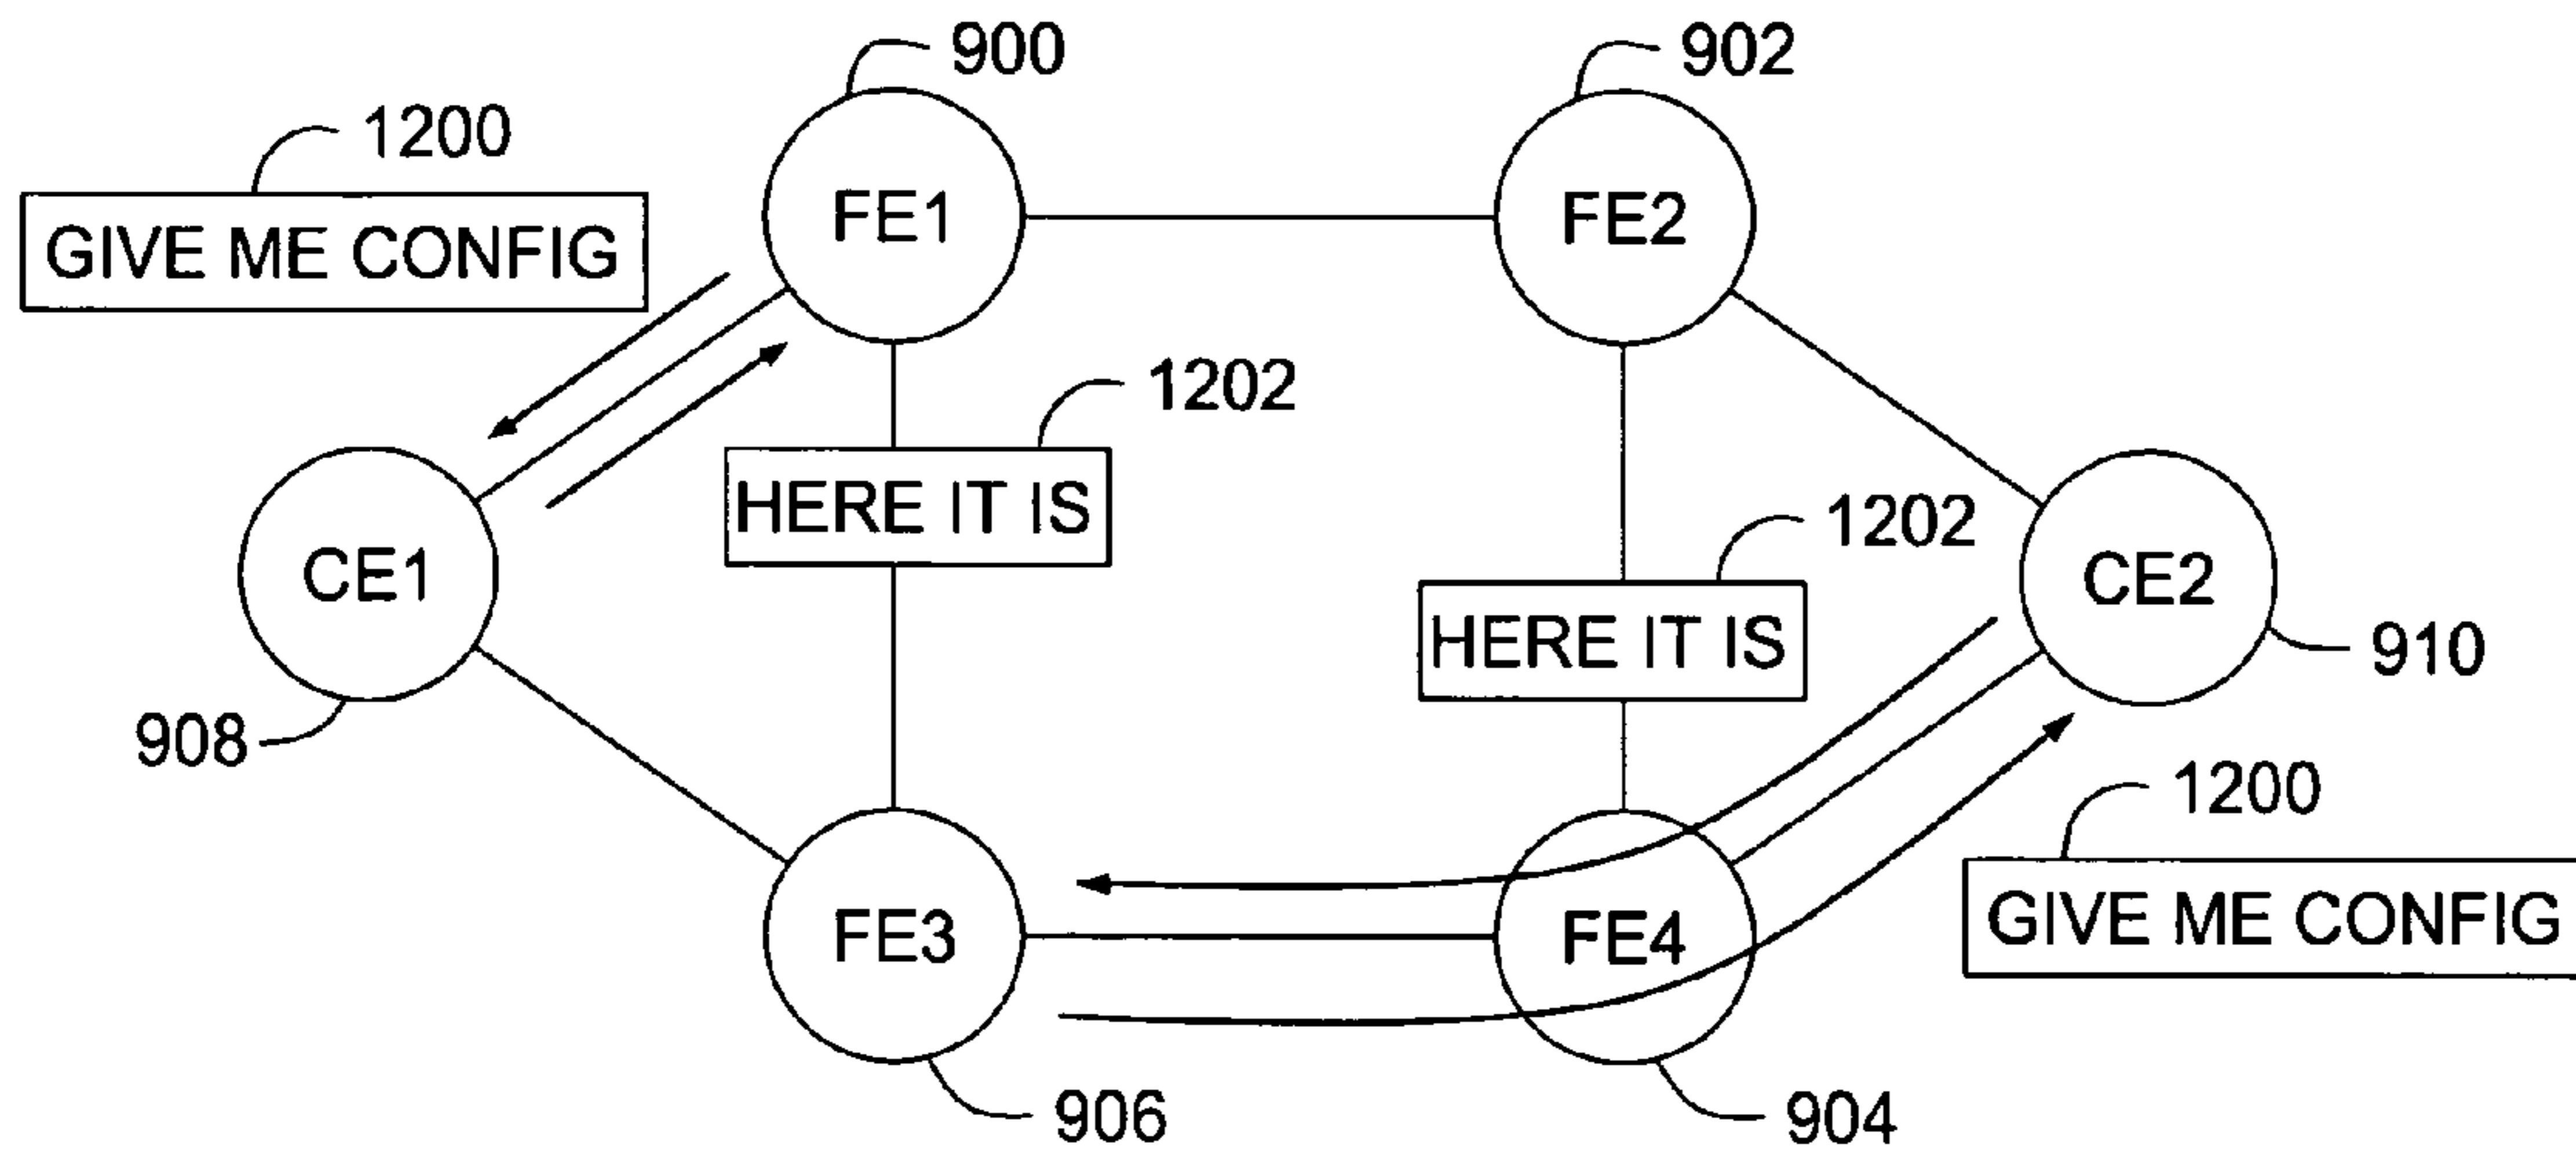 900
902
1200
GIVE ME CONFIG
FE1
FE2
1202
HERE IT IS
1202
CE1
CE2
HERE IT IS
910
908
1200
FE3
FE4
GIVE ME CONFIG
906
904